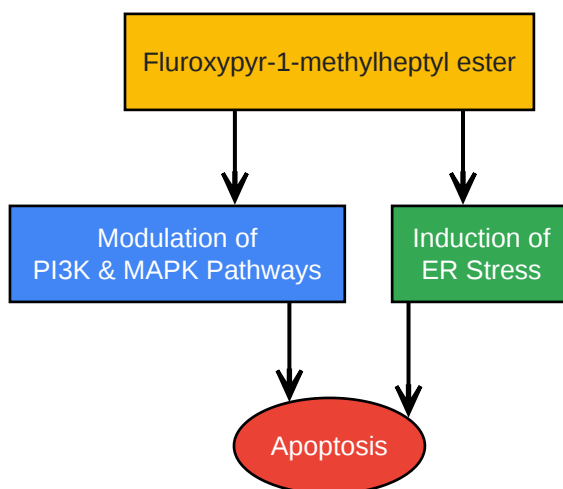 Fluroxypyr-1-methylheptyl ester
Modulation of
PI3K & MAPK Pathways
Induction of
ER Stress
Apoptosis